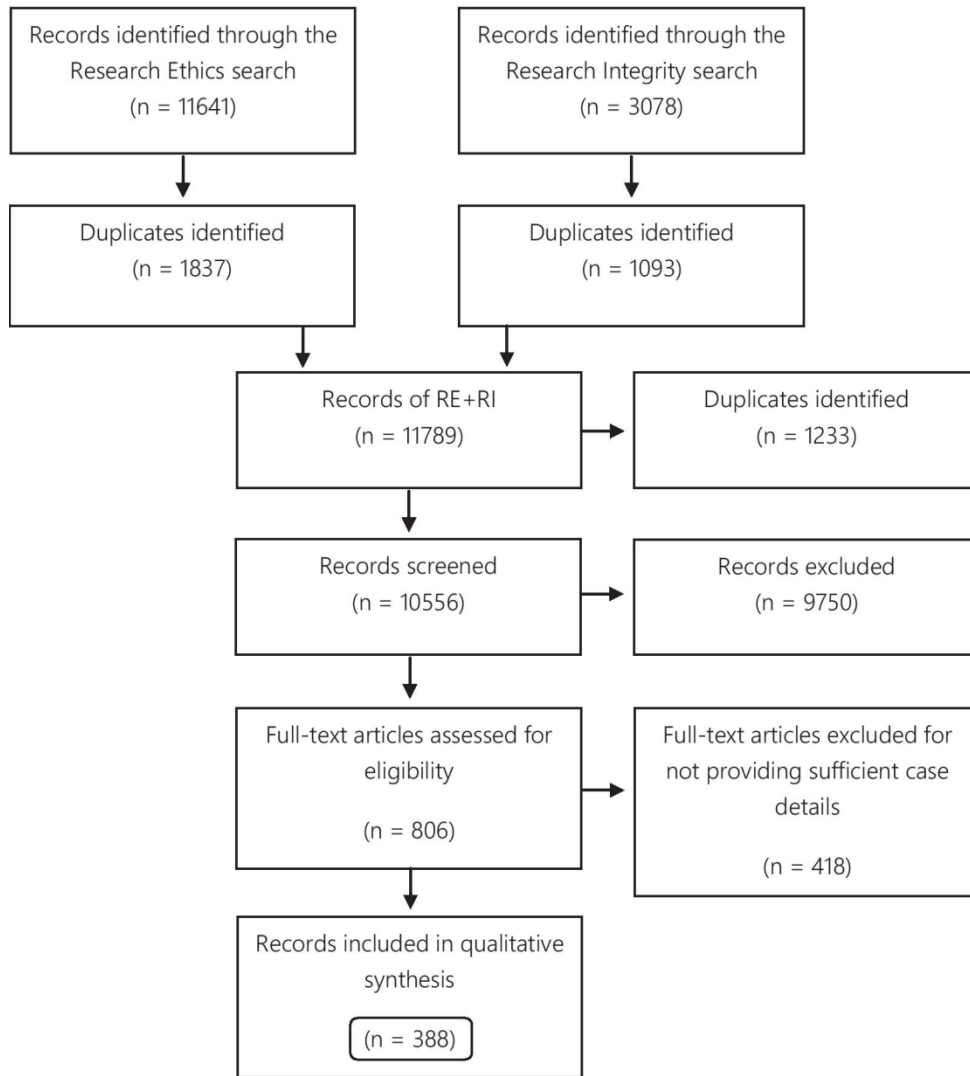 Records identified through the
Research Ethics search
(n = 11641)
Records identified through the
Research Integrity search
(n = 3078)
Duplicates identified
(n = 1837)
Duplicates identified
(n = 1093)
Records of RE+RI
(n = 11789)
Duplicates identified
(n = 1233)
Records screened
(n = 10556)
Records excluded
(n = 9750)
Full-text articles assessed for
eligibility
(n = 806)
Full-text articles excluded for
not providing sufficient case
details
(n = 418)
Records included in qualitative
synthesis
(n = 388)